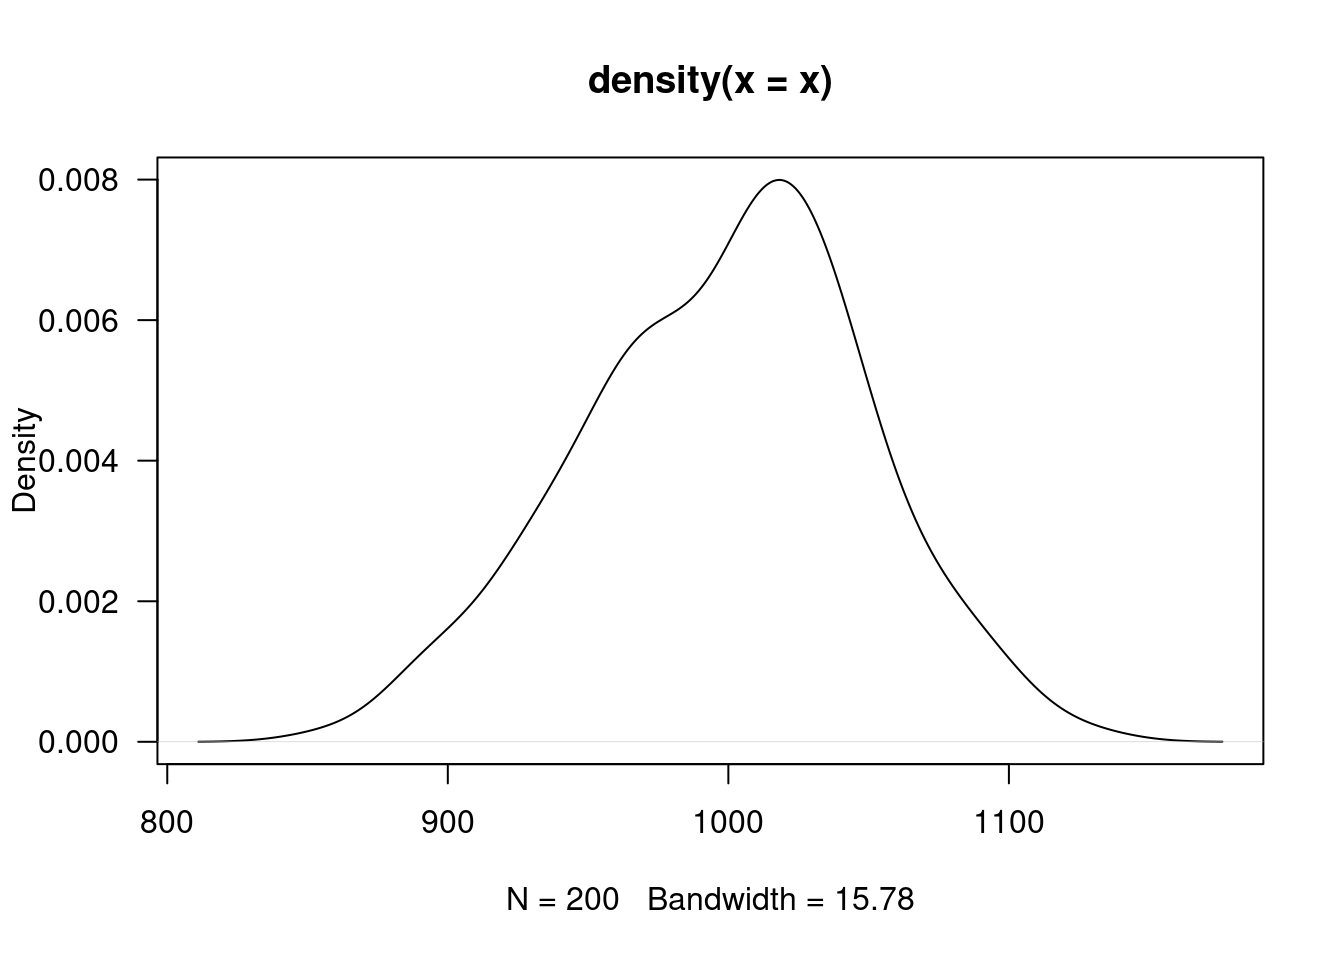 density(x = x)
Density
0.008
0.006
0.004
0.002
0.000
800 900 1000 1100
N = 200 Bandwidth = 15.78